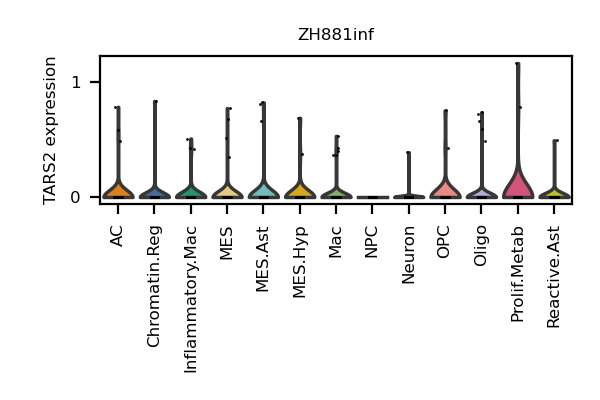 ZH881inf
TARS2 expression
1
0
AC
Chromatin.Reg
Inflammatory.Mac
MES
MES.Ast
MES.Hyp
Mac
NPC
Neuron
OPC
Oligo
Prolif.Metab
Reactive.Ast